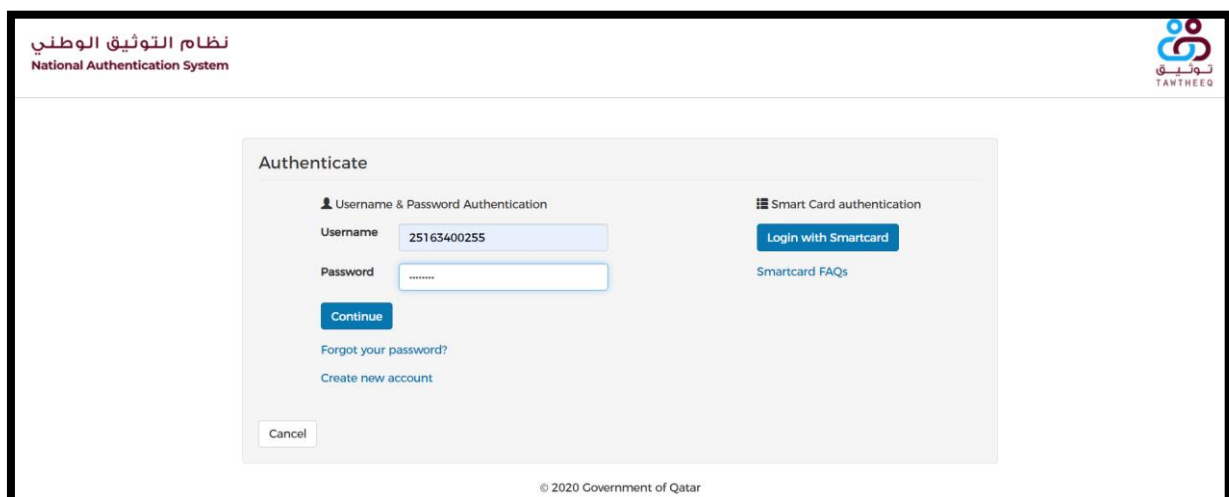 نظام التوثيق الوطني
National Authentication System
توثيق
TAWTHEEQ
Authenticate
Username & Password Authentication
Username 25163400255
Password ········
Continue
Forgot your password?
Create new account
Smart Card authentication
Login with Smartcard
Smartcard FAQs
Cancel
© 2020 Government of Qatar